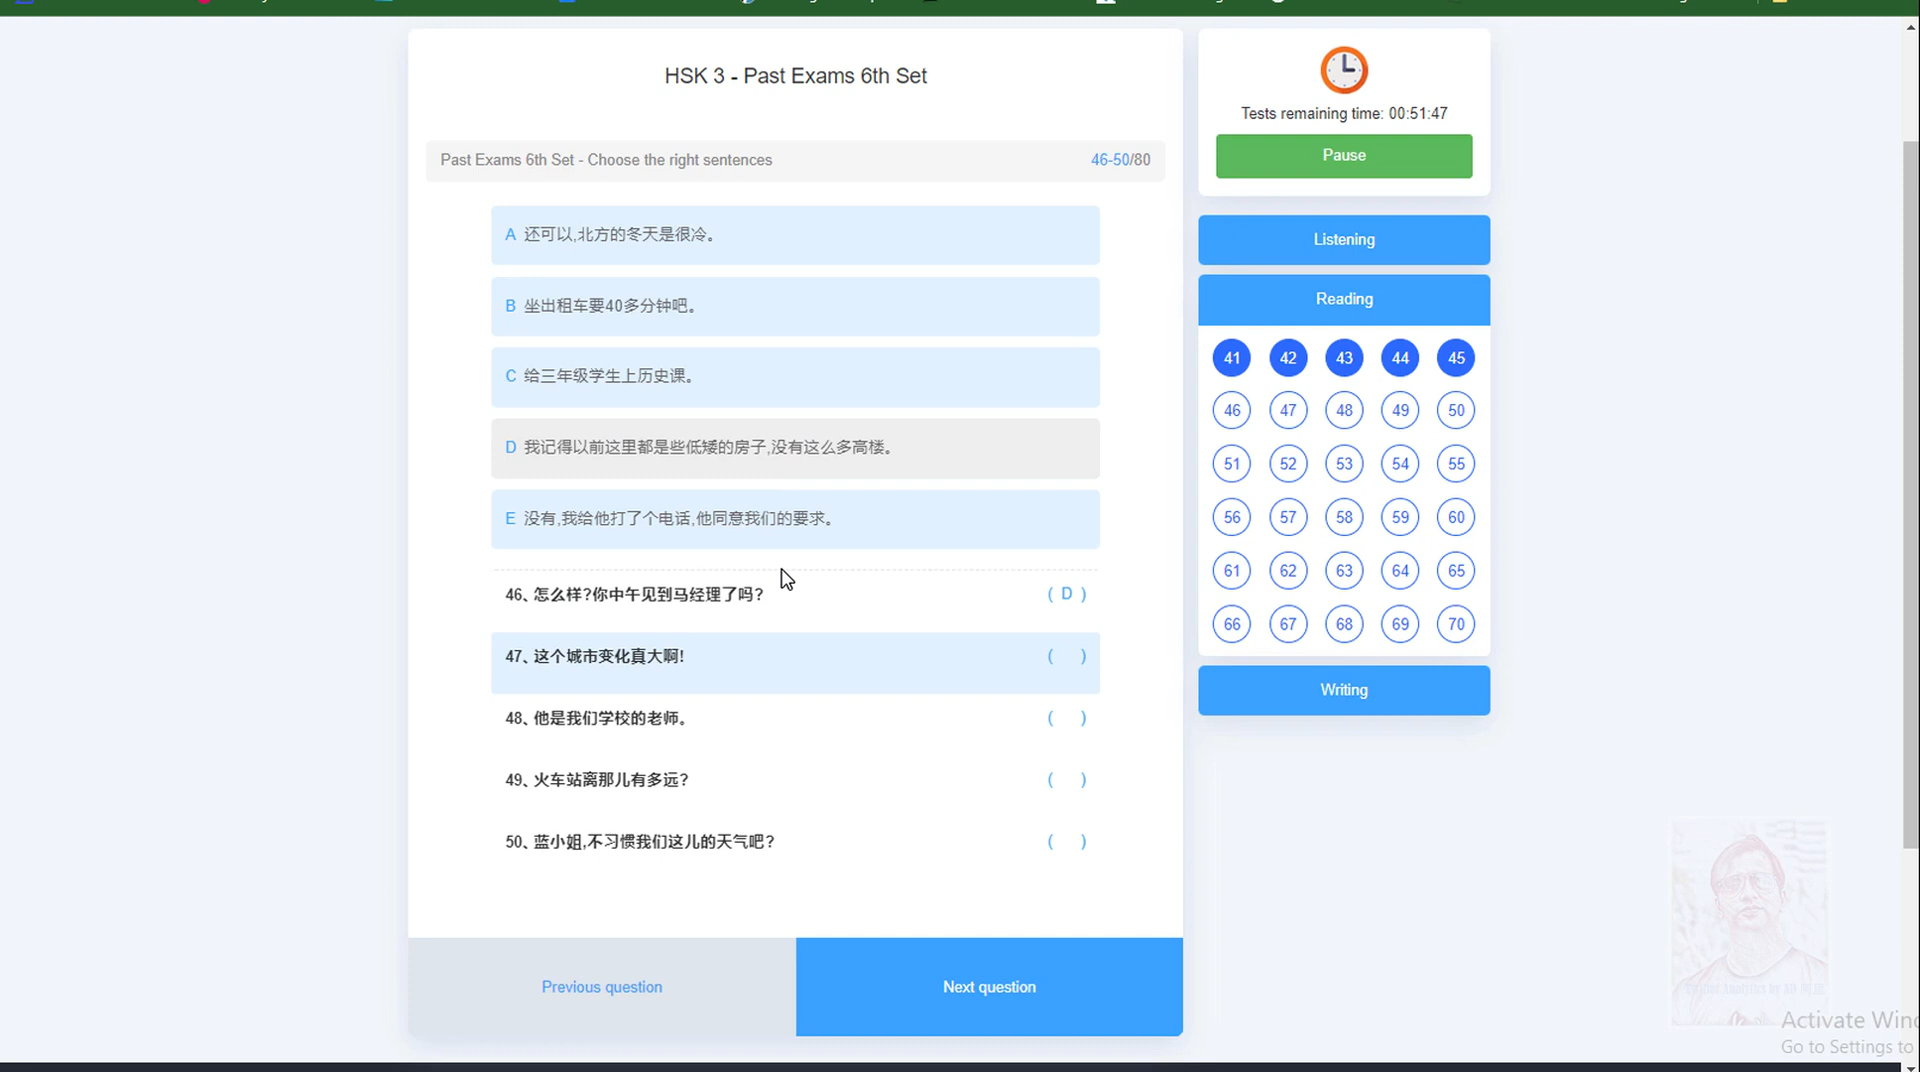 HSK 3 - Past Exams 6th Set
Past Exams 6th Set - Choose the right sentences 46-50/80
A 还可以,北方的冬天是很冷。
B 坐出租车要40多分钟吧。
C 给三年级学生上历史课。
D 我记得以前这里都是些低矮的房子,没有这么多高楼。
E 没有,我给他打了个电话,他同意我们的要求。
46、怎么样?你中午见到马经理了吗? ( D )
47、这个城市变化真大啊! ( )
48、他是我们学校的老师。 ( )
49、火车站离那儿有多远? ( )
50、蓝小姐,不习惯我们这儿的天气吧? ( )
Previous question
Next question
Tests remaining time: 00:51:47
Pause
Listening
Reading
41 42 43 44 45
46 47 48 49 50
51 52 53 54 55
56 57 58 59 60
61 62 63 64 65
66 67 68 69 70
Writing
Activate Win
Go to Settings to